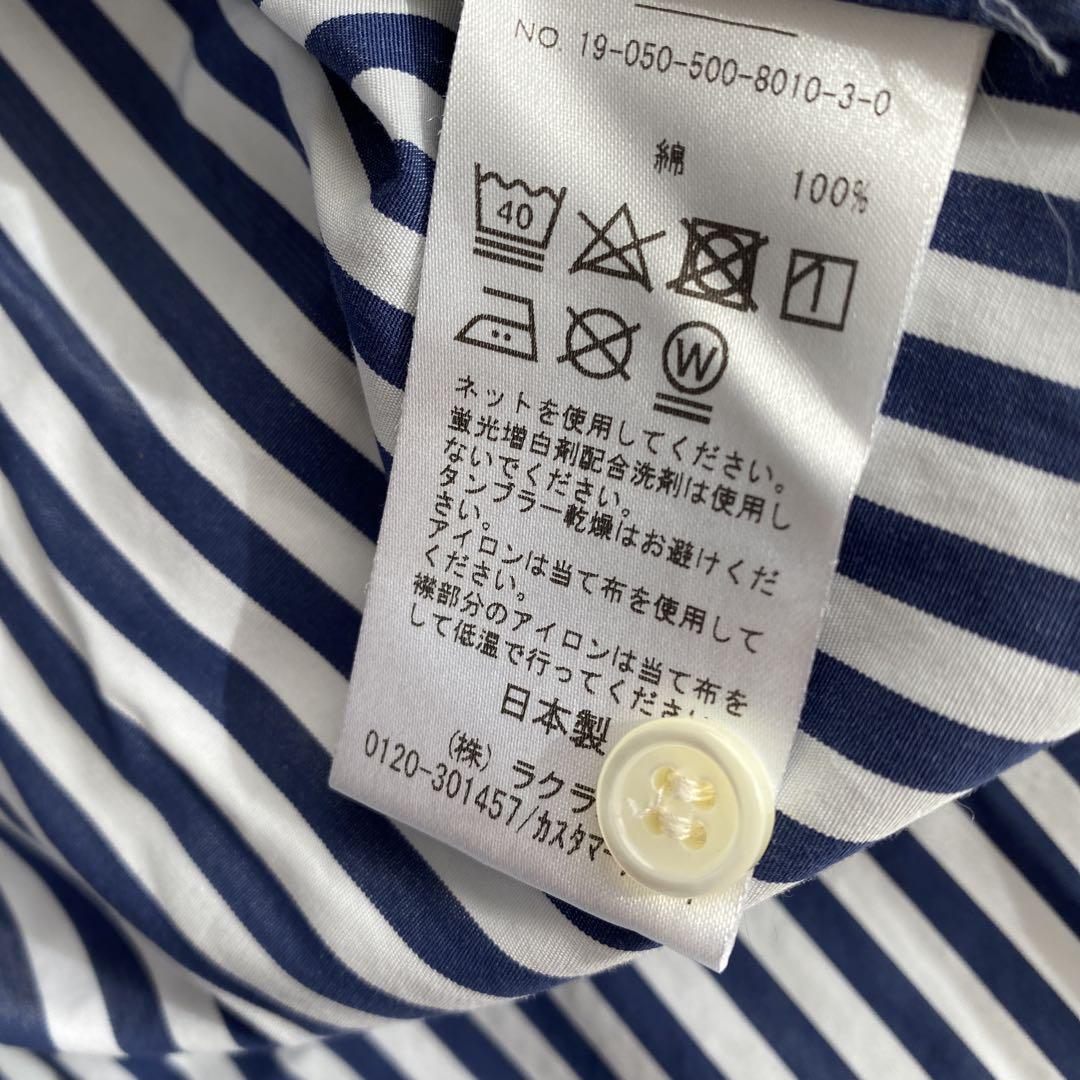 NO. 19-050-500-8010-3-0
綿 100%
40
W
ネットを使用してください。
蛍光増白剤配合洗剤は使用し
ないでください。
タンブラー乾燥はお避けくだ
さい。
アイロンは当て布を使用して
ください。
襟部分のアイロンは当て布を
して低温で行ってください
日本製
(株) ラクラ
0120-301457/カスタマー